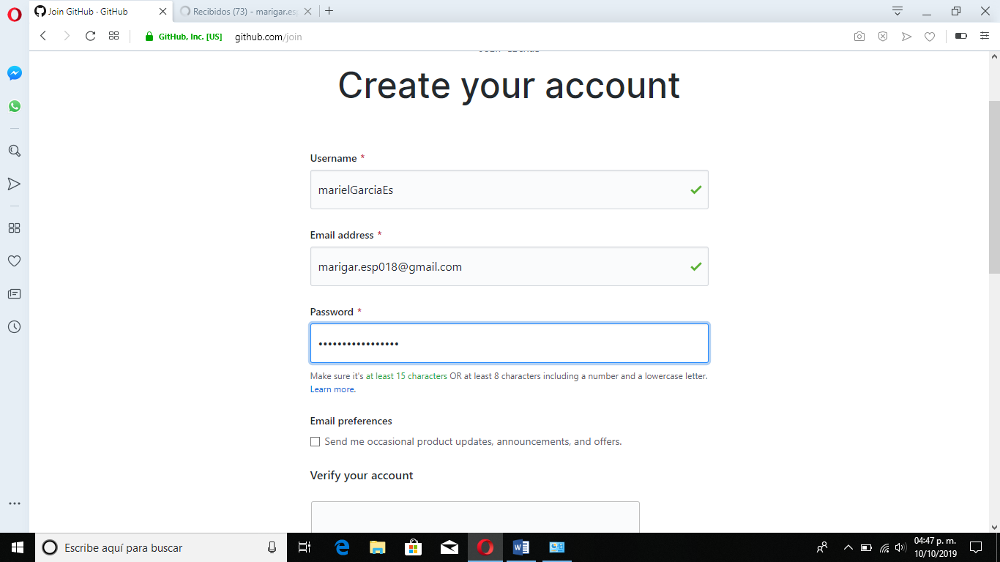 Join GitHub · GitHub
Recibidos (73) - marigar.esp
GitHub, Inc. [US] github.com/join
Create your account
Username *
marielGarciaEs
Email address *
marigar.esp018@gmail.com
Password *
•••••••••••••••••
Make sure it's at least 15 characters OR at least 8 characters including a number and a lowercase letter.
Learn more.
Email preferences
Send me occasional product updates, announcements, and offers.
Verify your account
Escribe aquí para buscar
04:47 p. m.
10/10/2019